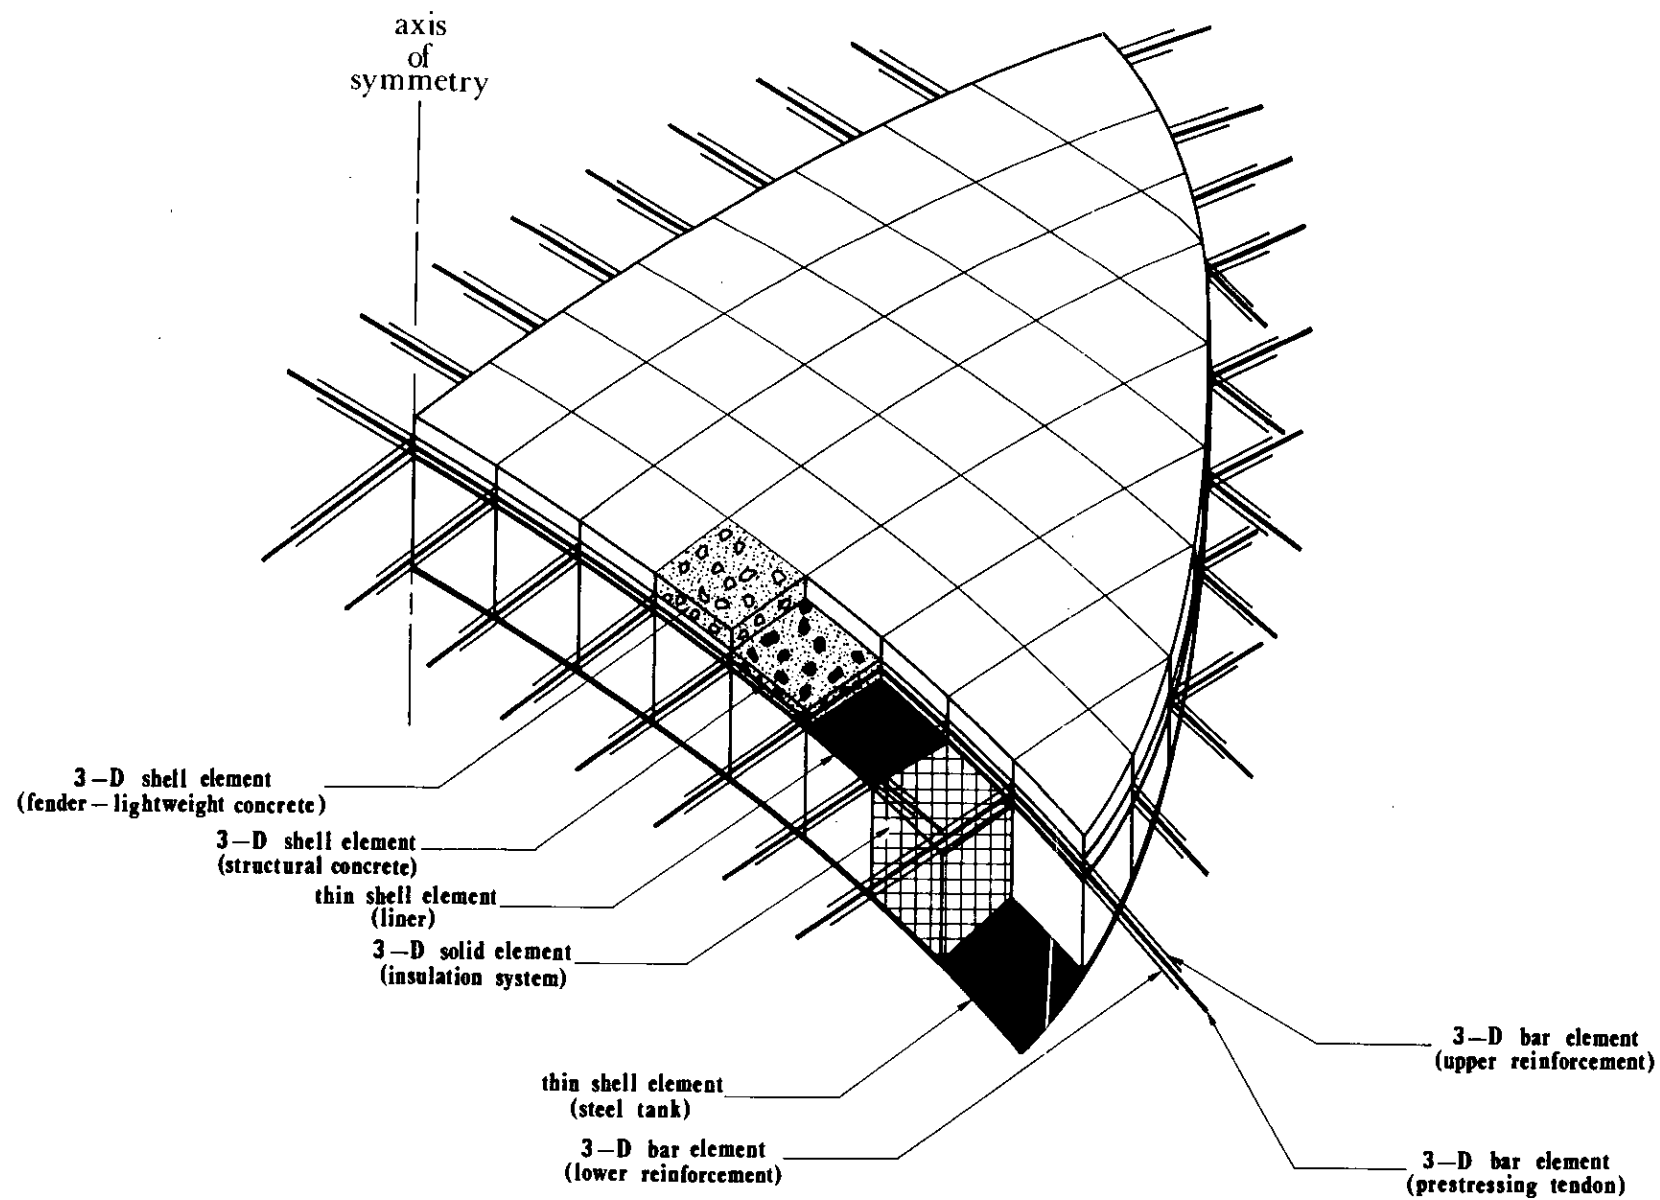 axis
of
symmetry
3–D shell element
(fender – lightweight concrete)
3–D shell element
(structural concrete)
thin shell element
(liner)
3–D solid element
(insulation system)
thin shell element
(steel tank)
3–D bar element
(lower reinforcement)
3–D bar element
(upper reinforcement)
3–D bar element
(prestressing tendon)